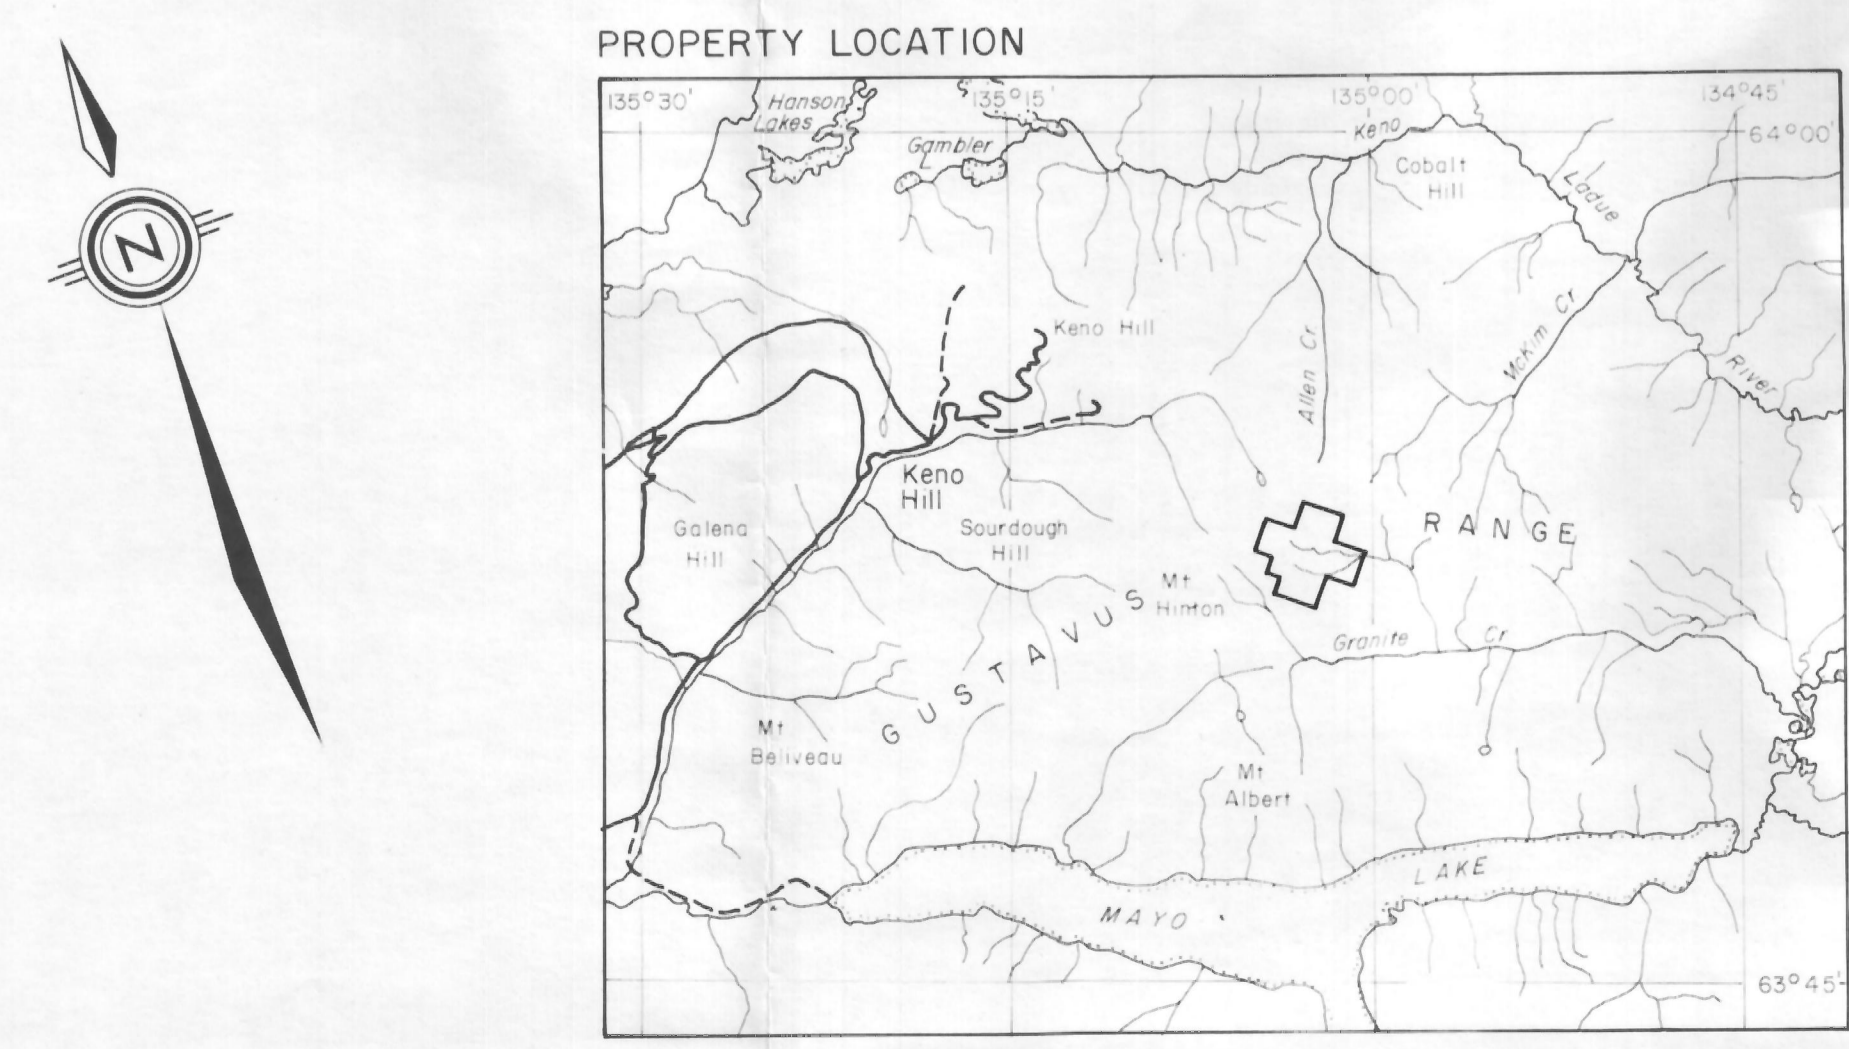 PROPERTY LOCATION
135°30'
Hanson
Lakes
135°15'
135°00'
134°45'
64°00'
Keno
Gambler
L
Cobalt
Hill
Ladue
Keno Hill
Allen Cr
McKim Cr
River
N
Keno
Hill
Galena
Hill
Sourdough
Hill
RANGE
Mt
Hinton
GUSTAVUS
Granite Cr
Mt
Beliveau
Mt
Albert
LAKE
MAYO
63°45'